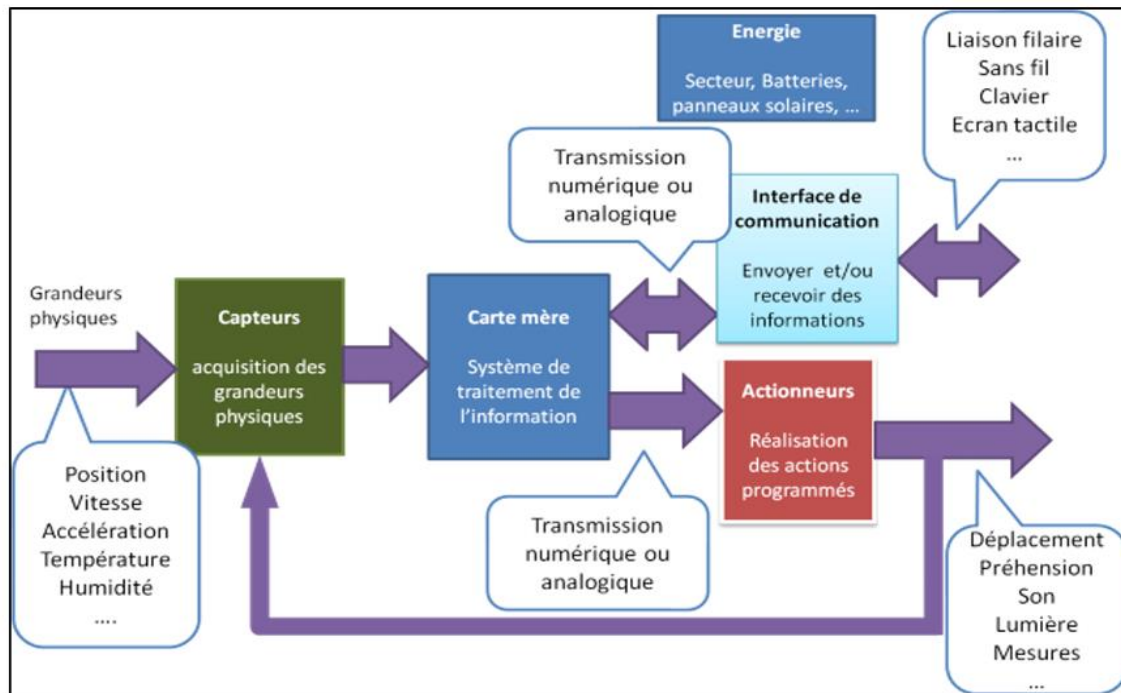 Energie
Secteur, Batteries,
panneaux solaires, ...
Liaison filaire
Sans fil
Clavier
Ecran tactile
...
Transmission
numérique ou
analogique
Interface de
communication
Envoyer et/ou
recevoir des
informations
Grandeurs
physiques
Capteurs
acquisition des
grandeurs
physiques
Carte mère
Système de
traitement de
l'information
Actionneurs
Réalisation
des actions
programmés
Position
Vitesse
Accélération
Température
Humidité
....
Transmission
numérique ou
analogique
Déplacement
Préhension
Son
Lumière
Mesures
...